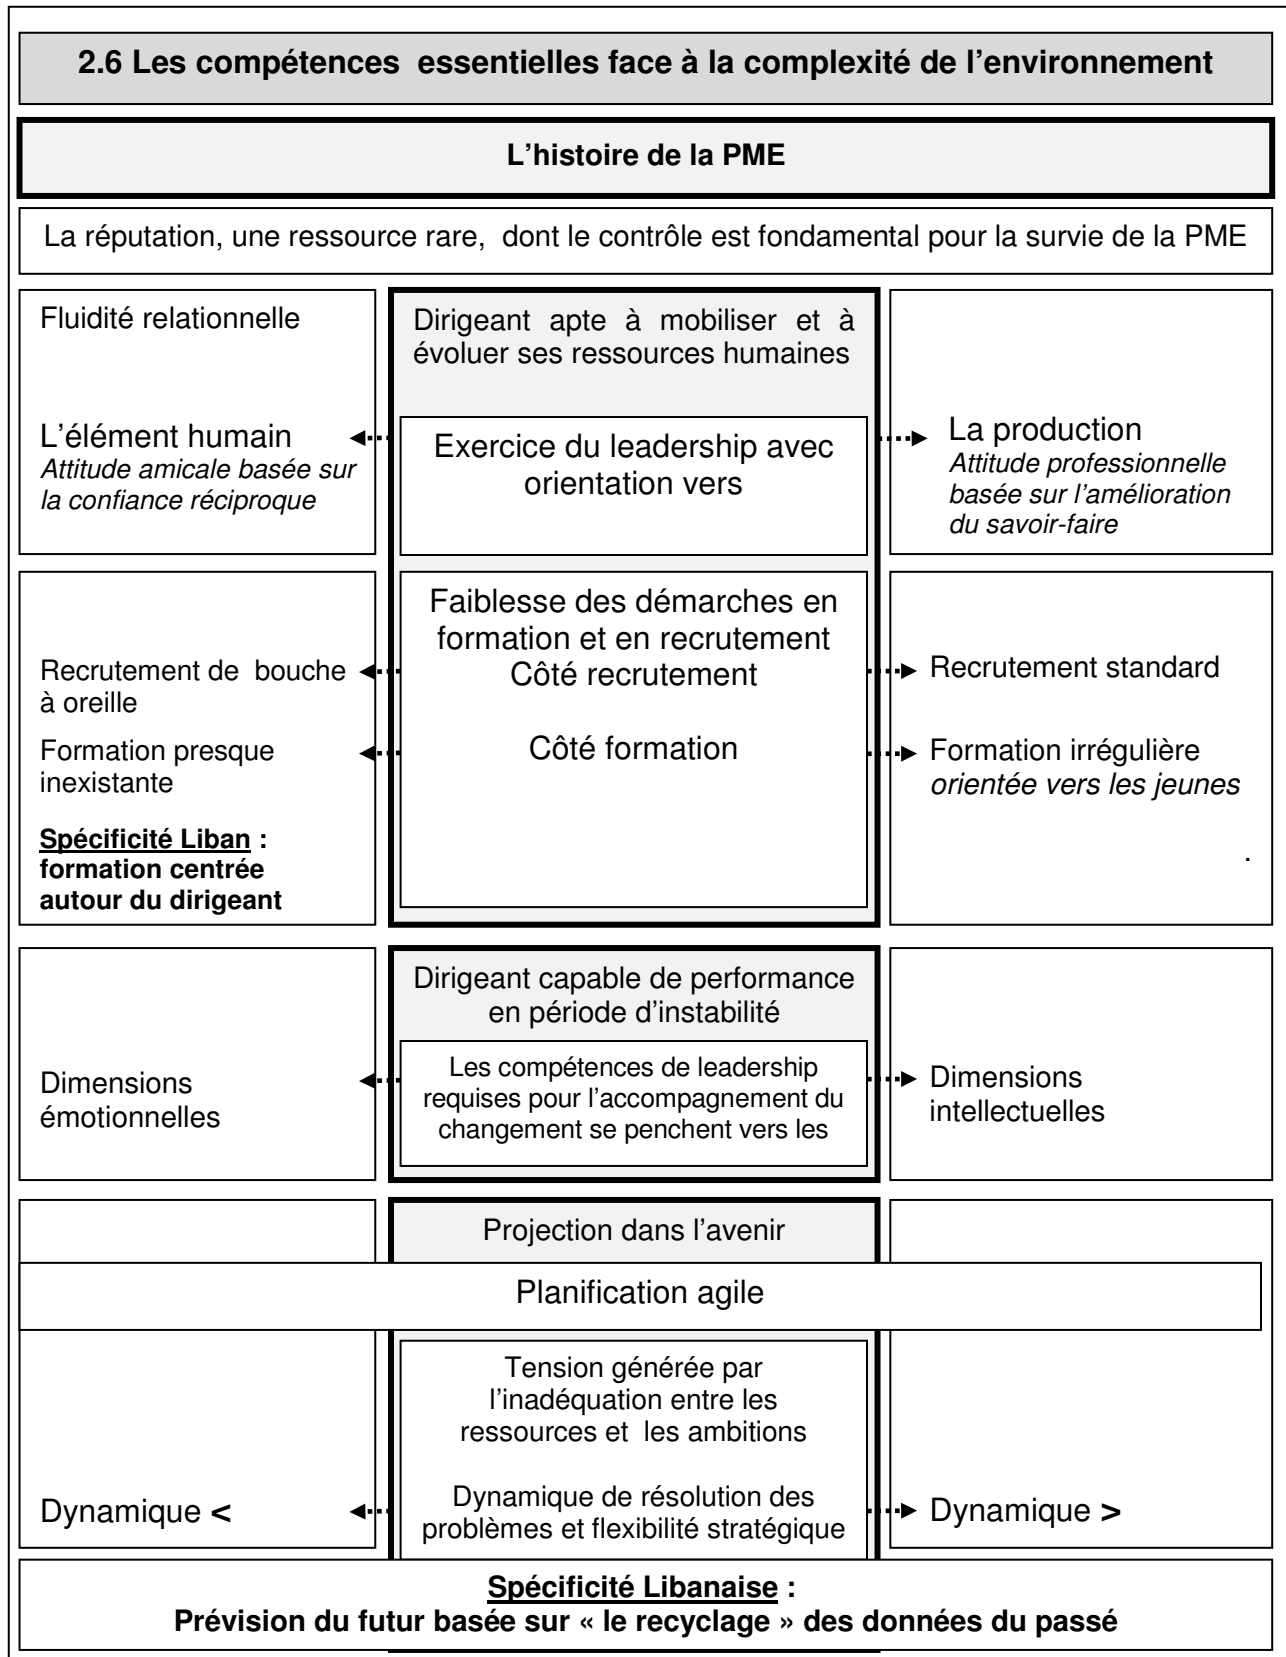 2.6 Les compétences essentielles face à la complexité de l'environnement
L'histoire de la PME
La réputation, une ressource rare, dont le contrôle est fondamental pour la survie de la PME
Fluidité relationnelle
L'élément humain
Attitude amicale basée sur
la confiance réciproque
Dirigeant apte à mobiliser et à
évoluer ses ressources humaines
Exercice du leadership avec
orientation vers
La production
Attitude professionnelle
basée sur l'amélioration
du savoir-faire
Recrutement de bouche
à oreille
Formation presque
inexistante
Spécificité Liban :
formation centrée
autour du dirigeant
Faiblesse des démarches en
formation et en recrutement
Côté recrutement
Côté formation
Recrutement standard
Formation irrégulière
orientée vers les jeunes
.
Dimensions
émotionnelles
Dirigeant capable de performance
en période d'instabilité
Les compétences de leadership
requises pour l'accompagnement du
changement se penchent vers les
Dimensions
intellectuelles
Projection dans l'avenir
Planification agile
Tension générée par
l'inadéquation entre les
ressources et les ambitions
Dynamique <
Dynamique de résolution des
problèmes et flexibilité stratégique
Dynamique >
Spécificité Libanaise :
Prévision du futur basée sur « le recyclage » des données du passé